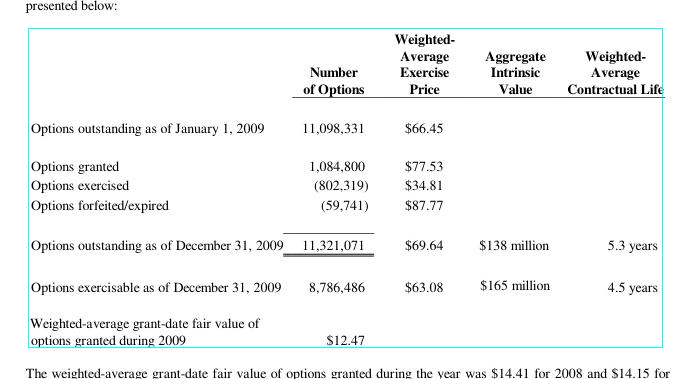 presented below:
Weighted-
Average Aggregate Weighted-
Number Exercise Intrinsic Average
of Options Price Value Contractual Life
Options outstanding as of January 1, 2009 11,098,331 $66.45
Options granted 1,084,800 $77.53
Options exercised (802,319) $34.81
Options forfeited/expired (59,741) $87.77
Options outstanding as of December 31, 2009 11,321,071 $69.64 $138 million 5.3 years
Options exercisable as of December 31, 2009 8,786,486 $63.08 $165 million 4.5 years
Weighted-average grant-date fair value of
options granted during 2009 $12.47
The weighted-average grant-date fair value of options granted during the year was $14.41 for 2008 and $14.15 for